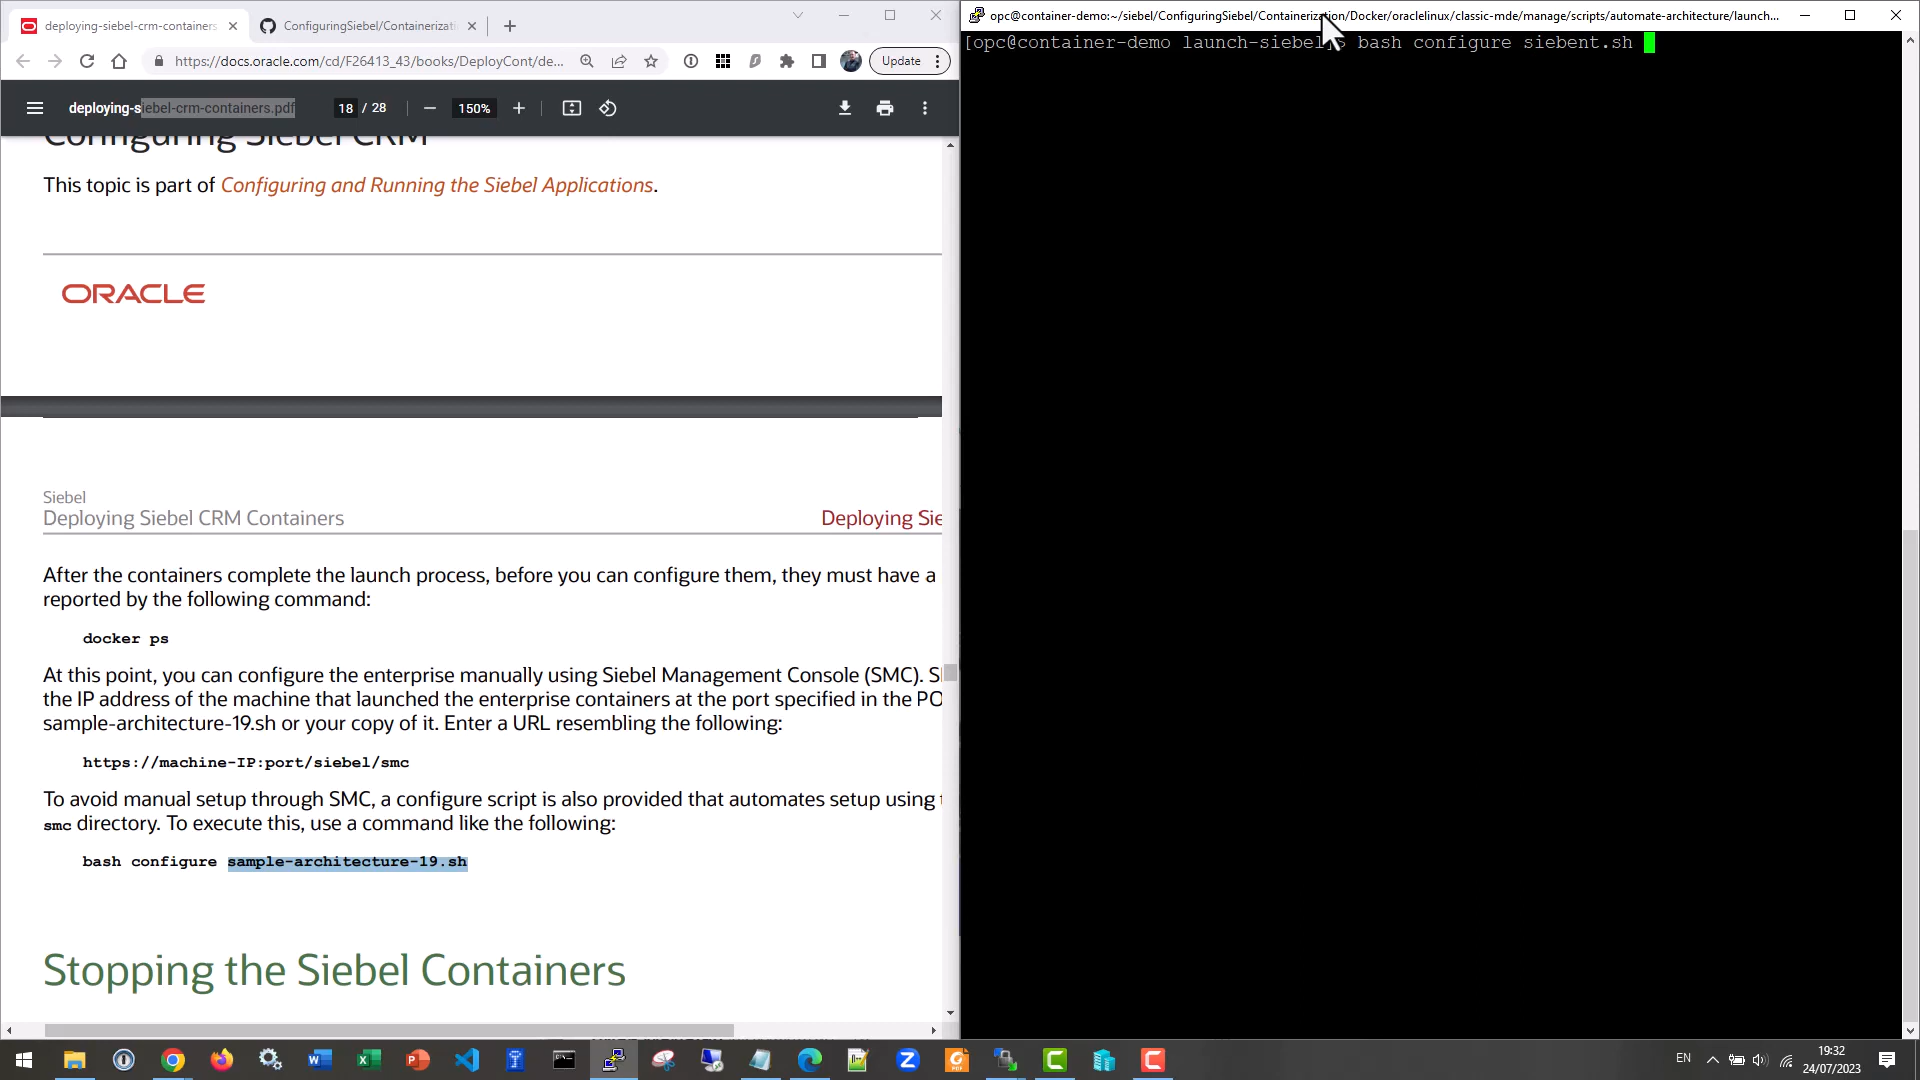 deploying-siebel-crm-containers
ConfiguringSiebel/Containerizati
https://docs.oracle.com/cd/F26413_43/books/DeployCont/de...
Update
deploying-siebel-crm-containers.pdf
18 / 28
150%
Configuring Siebel CRM
This topic is part of Configuring and Running the Siebel Applications.
ORACLE
Siebel
Deploying Siebel CRM Containers
Deploying Sie
After the containers complete the launch process, before you can configure them, they must have a
reported by the following command:
docker ps
At this point, you can configure the enterprise manually using Siebel Management Console (SMC). S
the IP address of the machine that launched the enterprise containers at the port specified in the PO
sample-architecture-19.sh or your copy of it. Enter a URL resembling the following:
https://machine-IP:port/siebel/smc
To avoid manual setup through SMC, a configure script is also provided that automates setup using
smc directory. To execute this, use a command like the following:
bash configure sample-architecture-19.sh
Stopping the Siebel Containers
opc@container-demo:~/siebel/ConfiguringSiebel/Containerization/Docker/oraclelinux/classic-mde/manage/scripts/automate-architecture/launch...
[opc@container-demo launch-siebel]$ bash configure siebent.sh
EN
19:32
24/07/2023